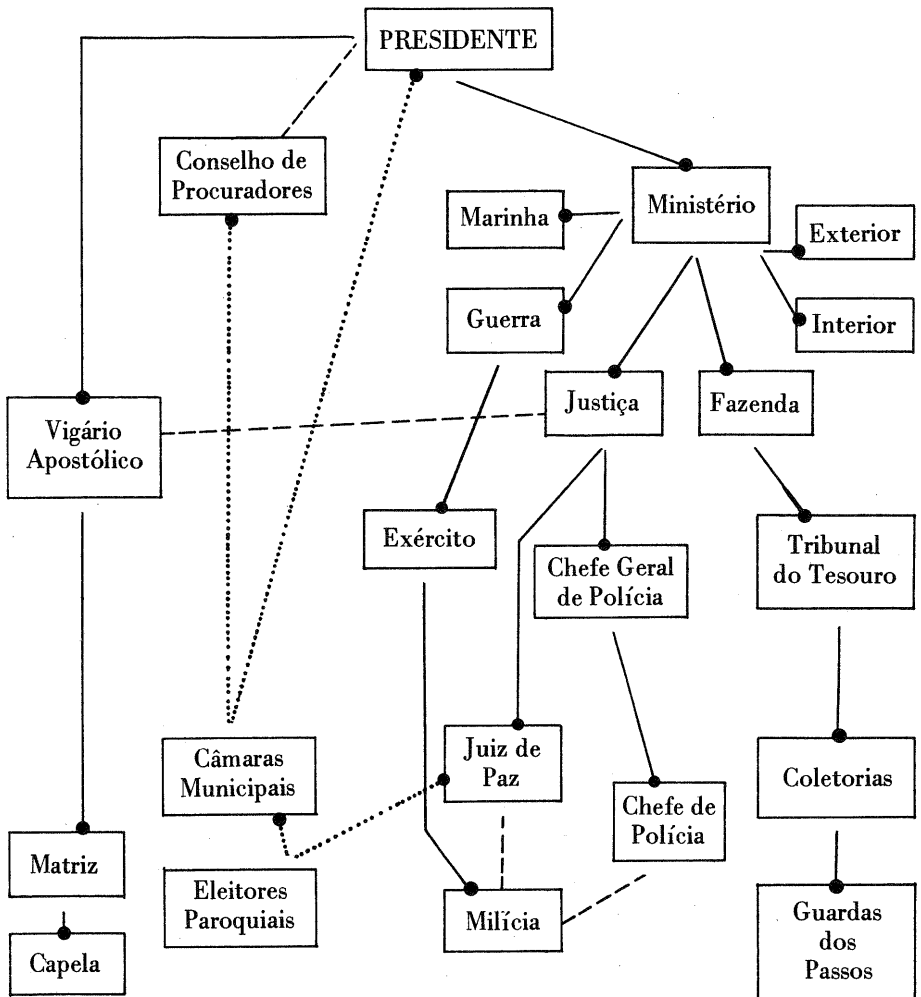 PRESIDENTE
Conselho de
Procuradores
Ministério
Marinha
Exterior
Guerra
Interior
Justiça
Fazenda
Vigário
Apostólico
Exército
Chefe Geral
de Polícia
Tribunal
do Tesouro
Câmaras
Municipais
Juiz de
Paz
Coletorias
Chefe de
Polícia
Matriz
Eleitores
Paroquiais
Milícia
Guardas
dos
Passos
Capela